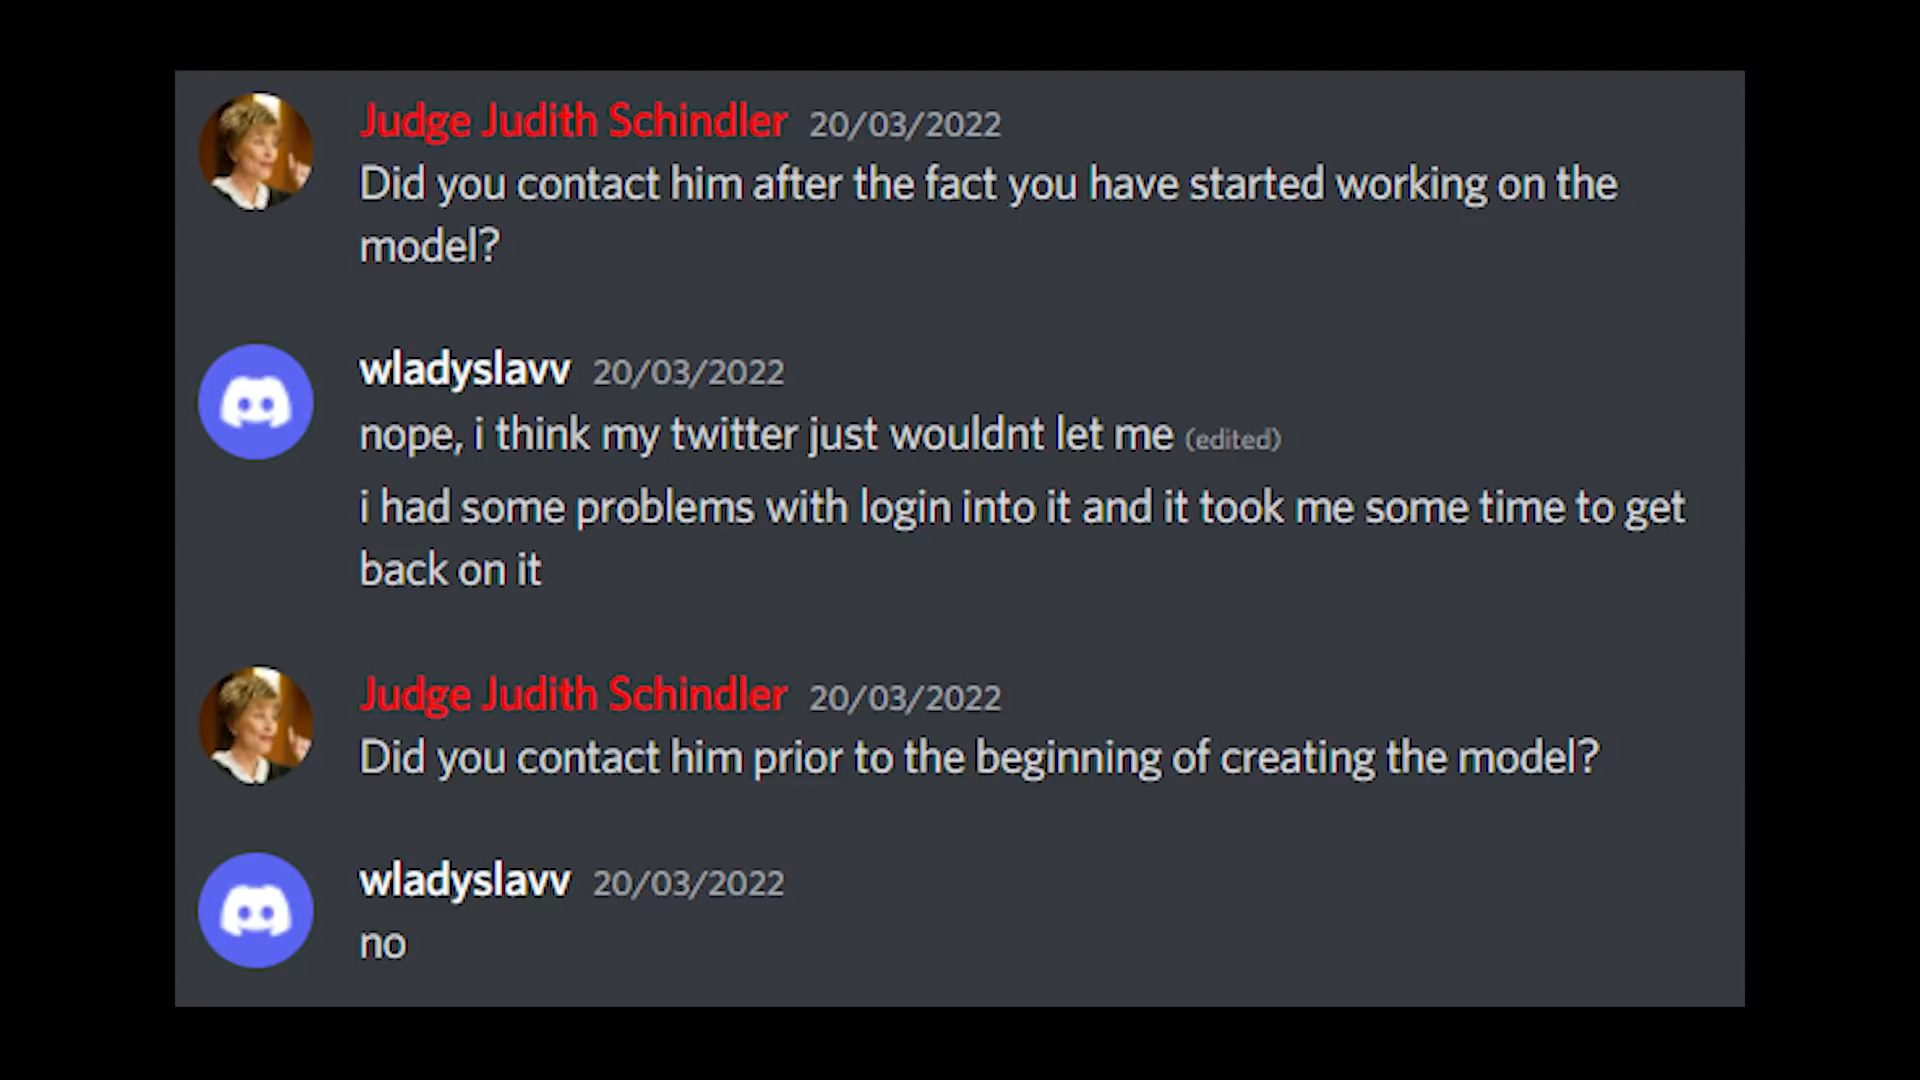 Judge Judith Schindler 20/03/2022
Did you contact him after the fact you have started working on the
model?
wladyslavv 20/03/2022
nope, i think my twitter just wouldnt let me (edited)
i had some problems with login into it and it took me some time to get
back on it
Judge Judith Schindler 20/03/2022
Did you contact him prior to the beginning of creating the model?
wladyslavv 20/03/2022
no